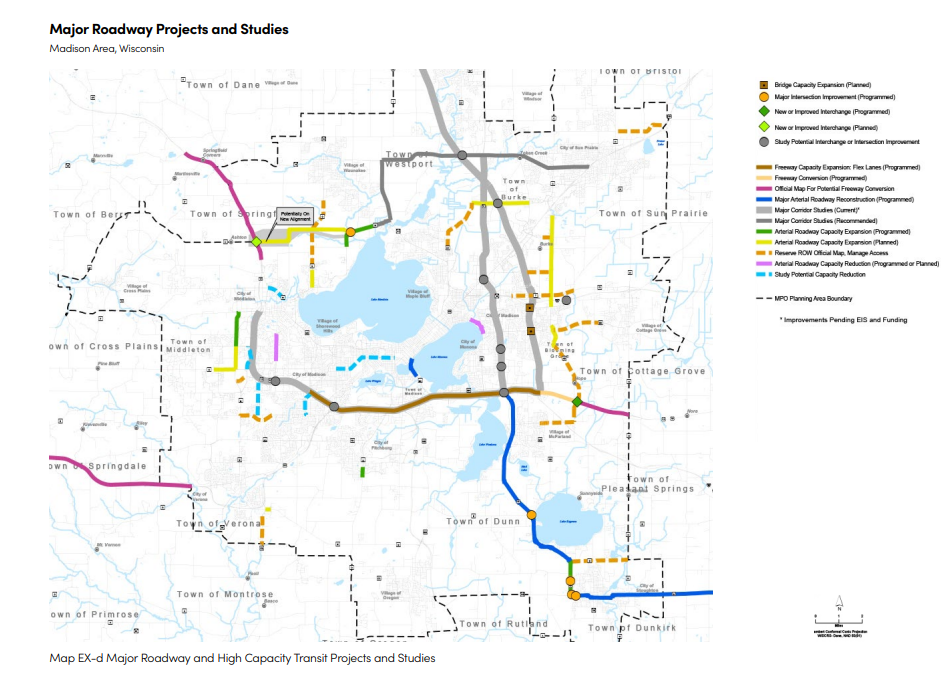 Major Roadway Projects and Studies
Madison Area, Wisconsin
Town of Dane
Village of Dane
Town of Bristol
Village of Windsor
Springfield Corners
Martinsville
Village of Waunakee
Town of Westport
Token Creek
City of Sun Prairie
Town of Burke
Town of Berry
Town of Springf
Potentially On New Alignment
Town of Sun Prairie
Ashton
Burke
Village of Cross Plains
City of Middleton
Lake Mendota
Village of Maple Bluff
Village of Shorewood Hills
City of Madison
City of Monona
Village of Cottage Grove
own of Cross Plains
Town of Middleton
Pine Bluff
Lake Monona
Lake Wingra
Town of Blooming Grove
City of Madison
Town of Madison
Town of Cottage Grove
Klevenville
Riley
City of Fitchburg
Village of McFarland
Lake Waubesa
own of Springdale
City of Verona
Town of Pleasant Springs
Town of Verona
Town of Dunn
Lake Kegonsa
Mt. Vernon
Town of Montrose
Basco
Village of Oregon
City of Stoughton
own of Primrose
Town of Rutland
Town of Dunkirk
Bridge Capacity Expansion (Planned)
Major Intersection Improvement (Programmed)
New or Improved Interchange (Programmed)
New or Improved Interchange (Planned)
Study Potential Interchange or Intersection Improvement
Freeway Capacity Expansion: Flex Lanes (Programmed)
Freeway Conversion (Programmed)
Official Map For Potential Freeway Conversion
Major Arterial Roadway Reconstruction (Programmed)
Major Corridor Studies (Current)*
Major Corridor Studies (Recommended)
Arterial Roadway Capacity Expansion (Programmed)
Arterial Roadway Capacity Expansion (Planned)
Reserve ROW Official Map, Manage Access
Arterial Roadway Capacity Reduction (Programmed or Planned)
Study Potential Capacity Reduction
MPO Planning Area Boundary
* Improvements Pending EIS and Funding
N
Miles
Map EX-d Major Roadway and High Capacity Transit Projects and Studies